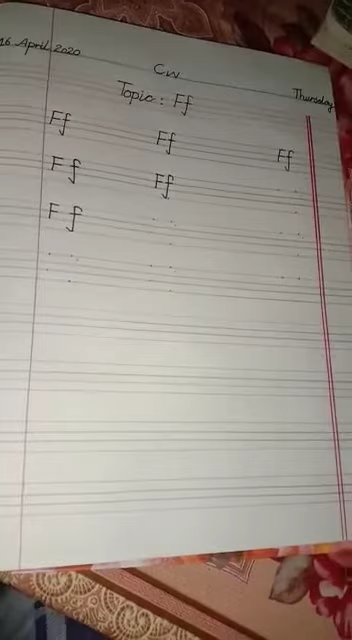 16 April 2020
Cw
Thursday
Topic : Ff
Ff Ff Ff
Ff Ff
Ff